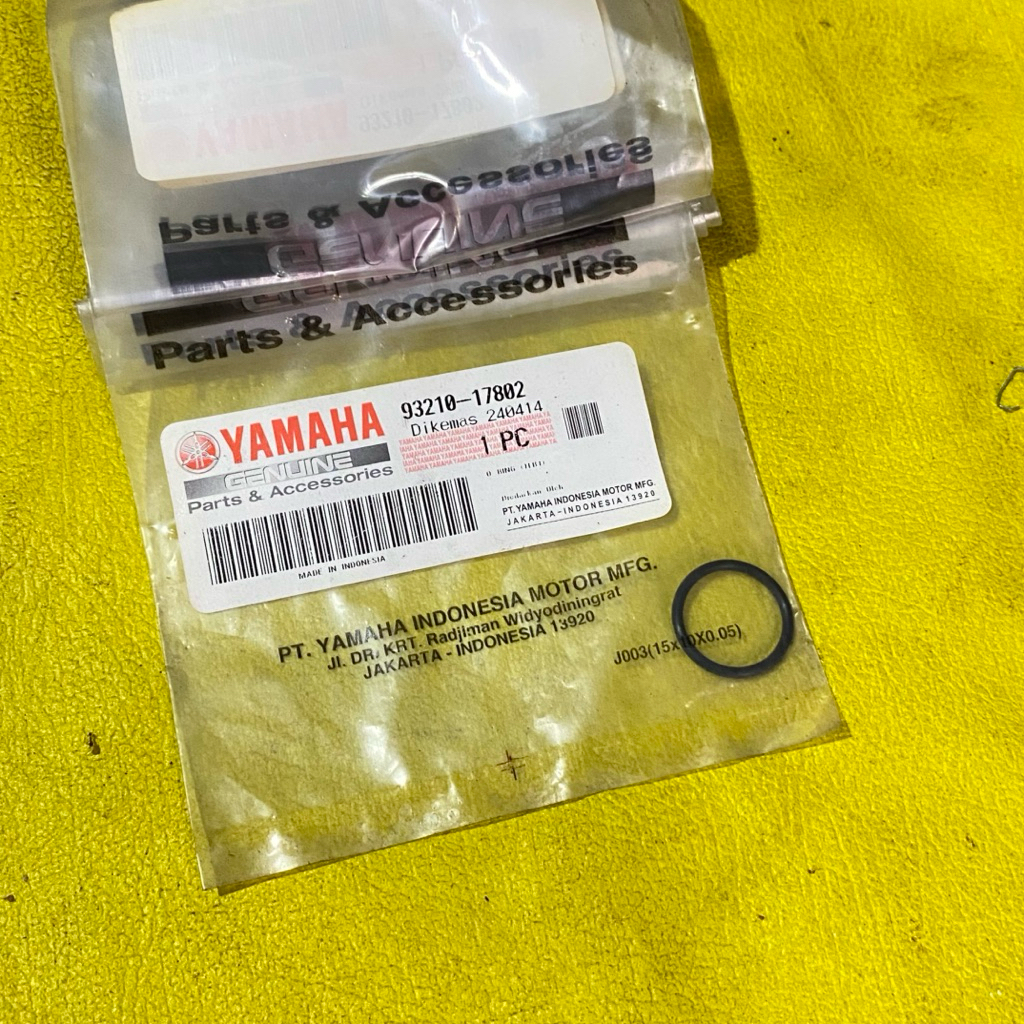 Parts & Accessories
GENUINE
Parts & Accessories
YAMAHA
GENUINE
Parts & Accessories
93210-17802
Dikemas 240414
1 PC
PT. YAMAHA INDONESIA MOTOR MFG.
JAKARTA - INDONESIA 13920
MADE IN INDONESIA
PT. YAMAHA INDONESIA MOTOR MFG.
Jl. DR. KRT. Radjiman Widyodiningrat
JAKARTA - INDONESIA 13920
J003(15x10X0.05)